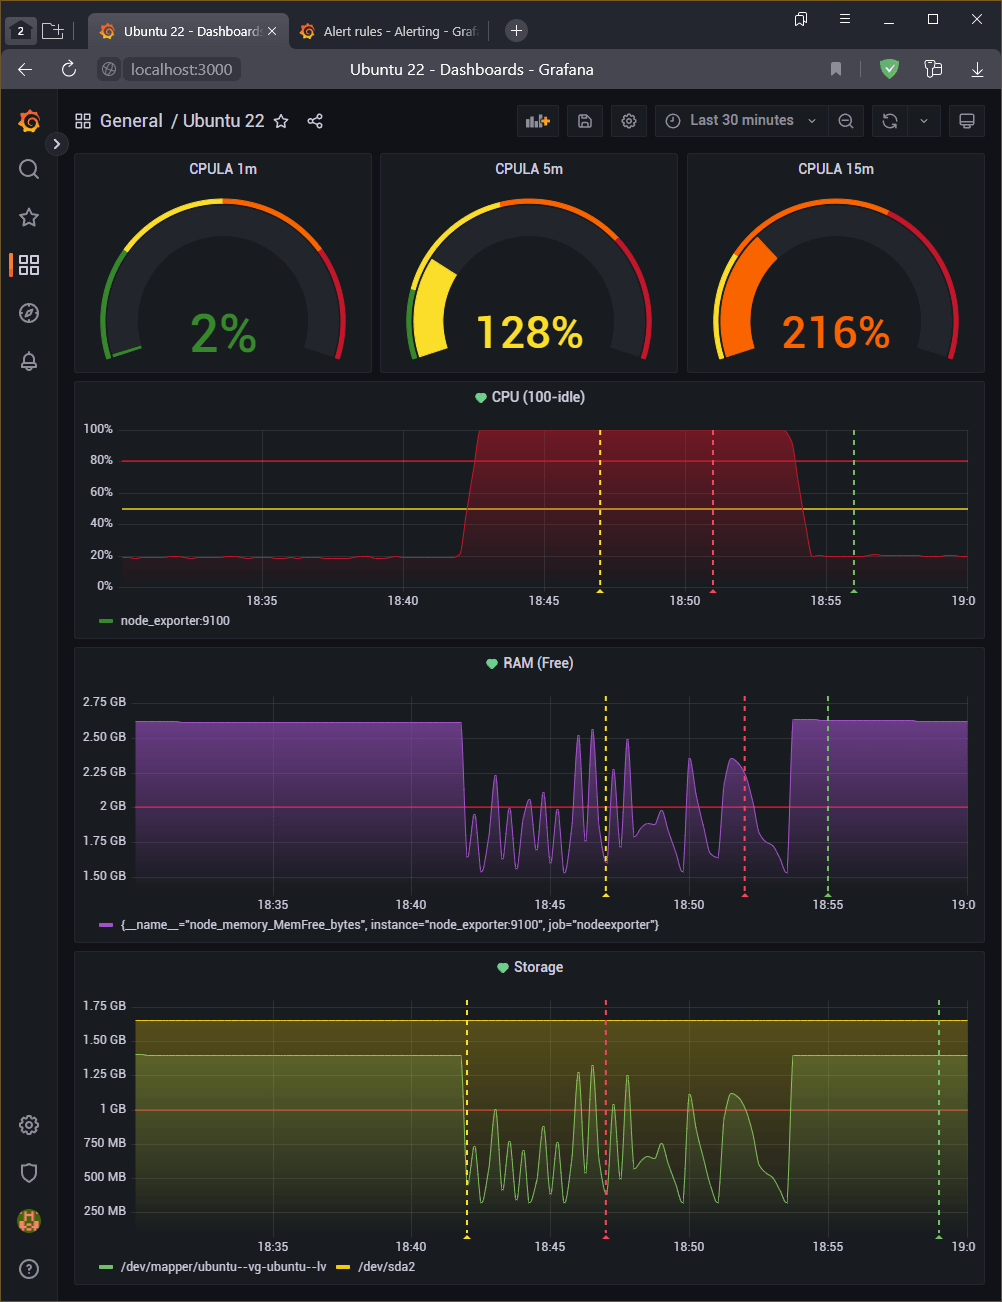 2
Ubuntu 22 - Dashboards
Alert rules - Alerting - Graf
localhost:3000
Ubuntu 22 - Dashboards - Grafana
General / Ubuntu 22
Last 30 minutes
CPULA 1m
CPULA 5m
CPULA 15m
2%
128%
216%
CPU (100-idle)
100%
80%
60%
40%
20%
0%
18:35
18:40
18:45
18:50
18:55
19:0
node_exporter:9100
RAM (Free)
2.75 GB
2.50 GB
2.25 GB
2 GB
1.75 GB
1.50 GB
18:35
18:40
18:45
18:50
18:55
19:0
{__name__="node_memory_MemFree_bytes", instance="node_exporter:9100", job="nodeexporter"}
Storage
1.75 GB
1.50 GB
1.25 GB
1 GB
750 MB
500 MB
250 MB
18:35
18:40
18:45
18:50
18:55
19:0
/dev/mapper/ubuntu--vg-ubuntu--lv
/dev/sda2